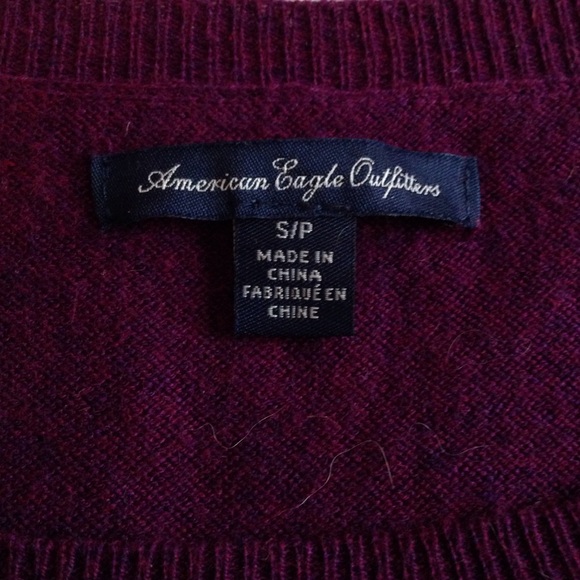 American Eagle Outfitters
S/P
MADE IN
CHINA
FABRIQUÉ EN
CHINE